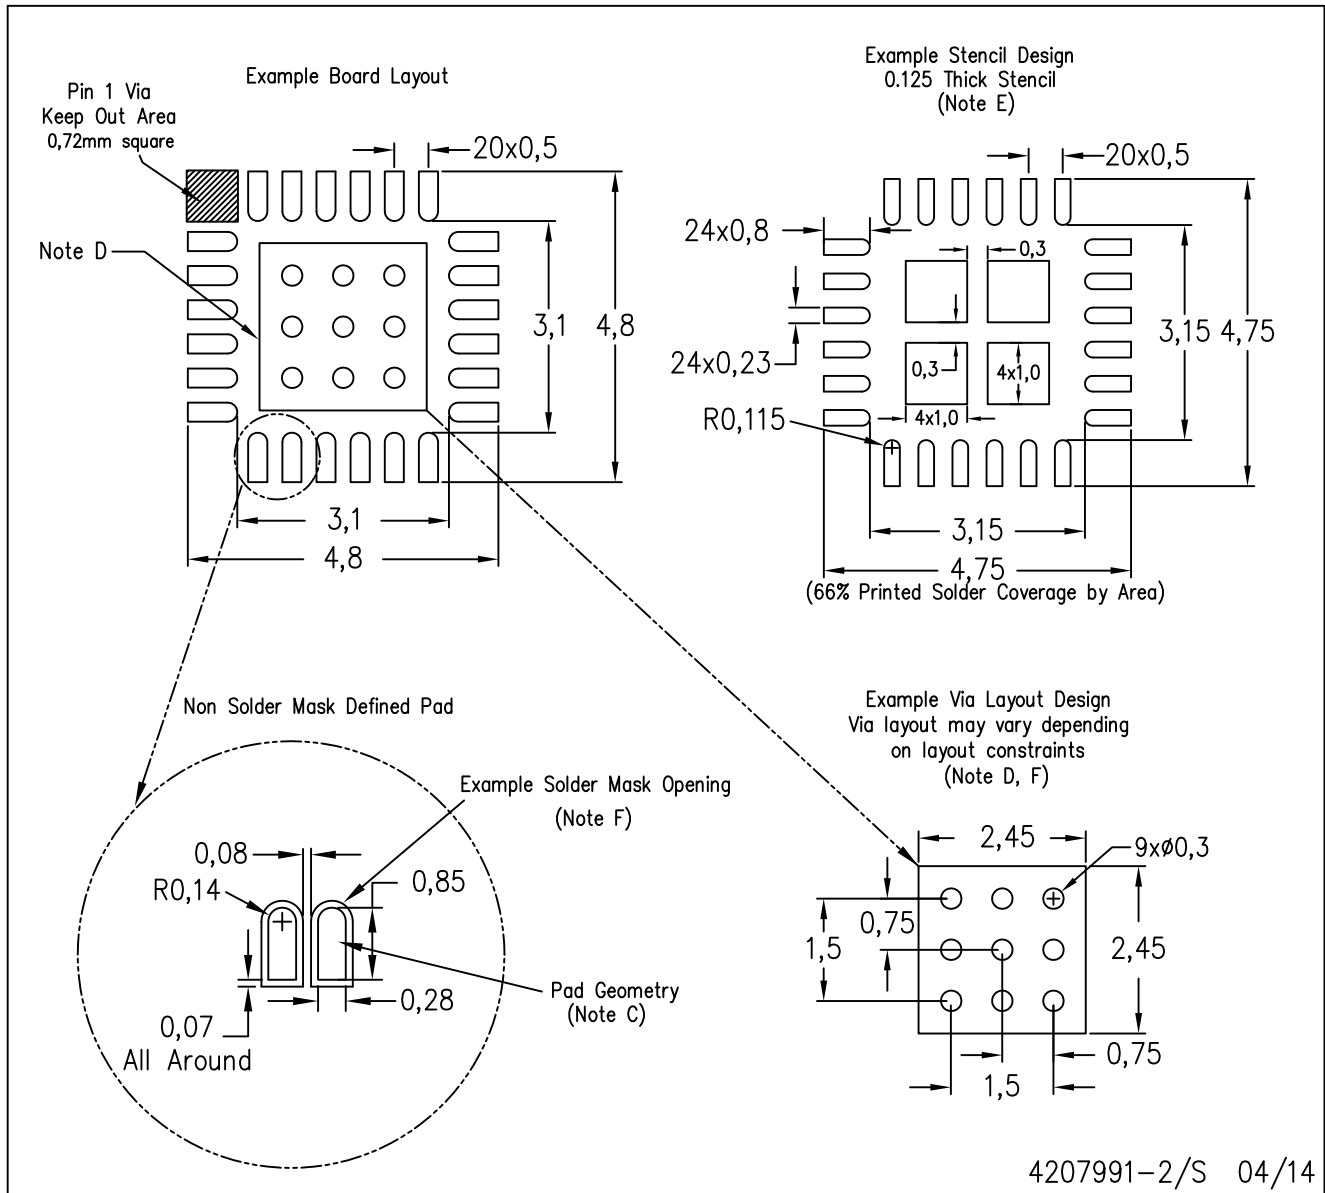 Example Board Layout
Pin 1 Via
Keep Out Area
0,72mm square
20x0,5
Note D
3,1
4,8
3,1
4,8
Example Stencil Design
0.125 Thick Stencil
(Note E)
20x0,5
24x0,8
0,3
3,15
4,75
24x0,23
0,3
4x1,0
4x1,0
R0,115
3,15
4,75
(66% Printed Solder Coverage by Area)
Non Solder Mask Defined Pad
Example Solder Mask Opening
(Note F)
0,08
R0,14
0,85
0,28
Pad Geometry
(Note C)
0,07
All Around
Example Via Layout Design
Via layout may vary depending
on layout constraints
(Note D, F)
2,45
9xø0,3
0,75
1,5
2,45
0,75
1,5
4207991-2/S 04/14